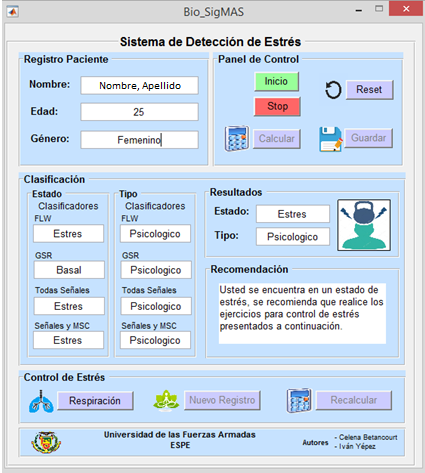 Bio_SigMAS
Sistema de Detección de Estrés
Registro Paciente
Nombre: Nombre, Apellido
Edad: 25
Género: Femenino
Panel de Control
Inicio
Stop
Reset
Calcular
Guardar
Clasificación
Estado
Clasificadores
FLW
Estres
GSR
Basal
Todas Señales
Estres
Señales y MSC
Estres
Tipo
Clasificadores
FLW
Psicologico
GSR
Psicologico
Todas Señales
Psicologico
Señales y MSC
Psicologico
Resultados
Estado: Estres
Tipo: Psicologico
Recomendación
Usted se encuentra en un estado de
estrés, se recomienda que realice los
ejercicios para control de estrés
presentados a continuación.
Control de Estrés
Respiración
Nuevo Registro
Recalcular
Universidad de las Fuerzas Armadas
ESPE
Autores
- Celena Betancourt
- Iván Yépez